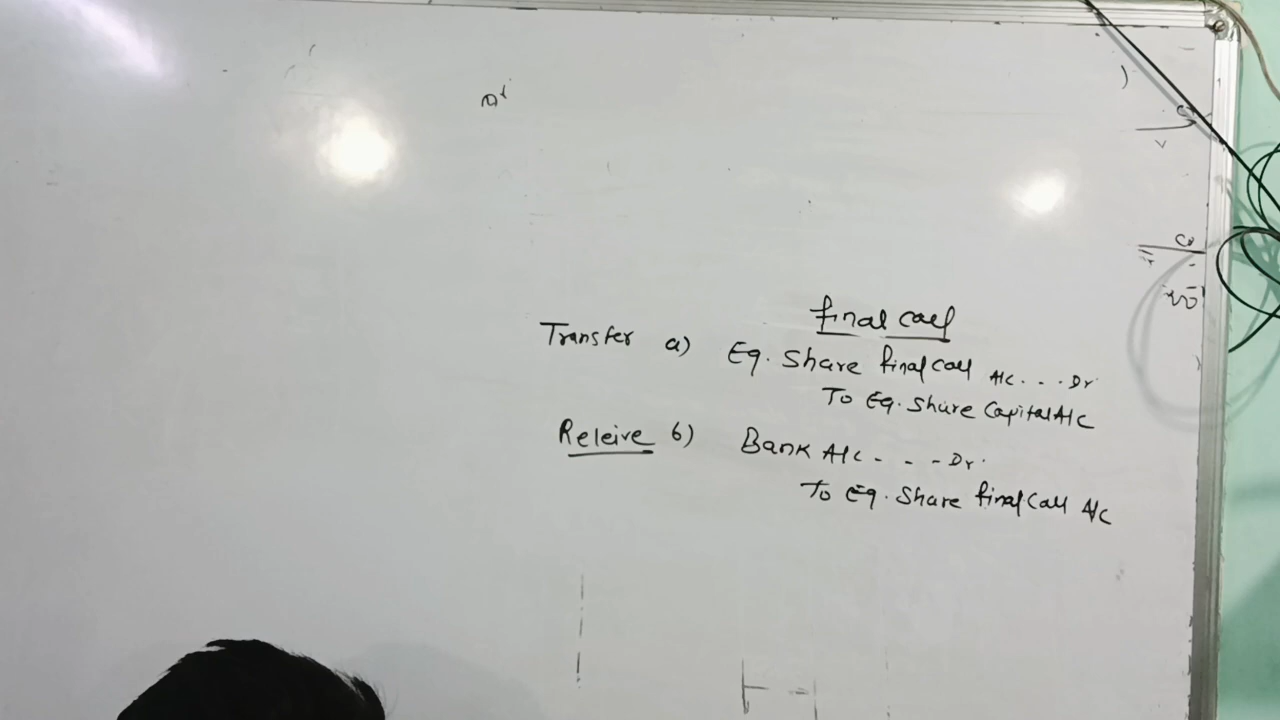 final call
Transfer a) Eq. Share final call A/c. . . . Dr.
To Eq. Share Capital A/c
Releive b) Bank A/c - - - Dr.
To Eq. Share final call A/c